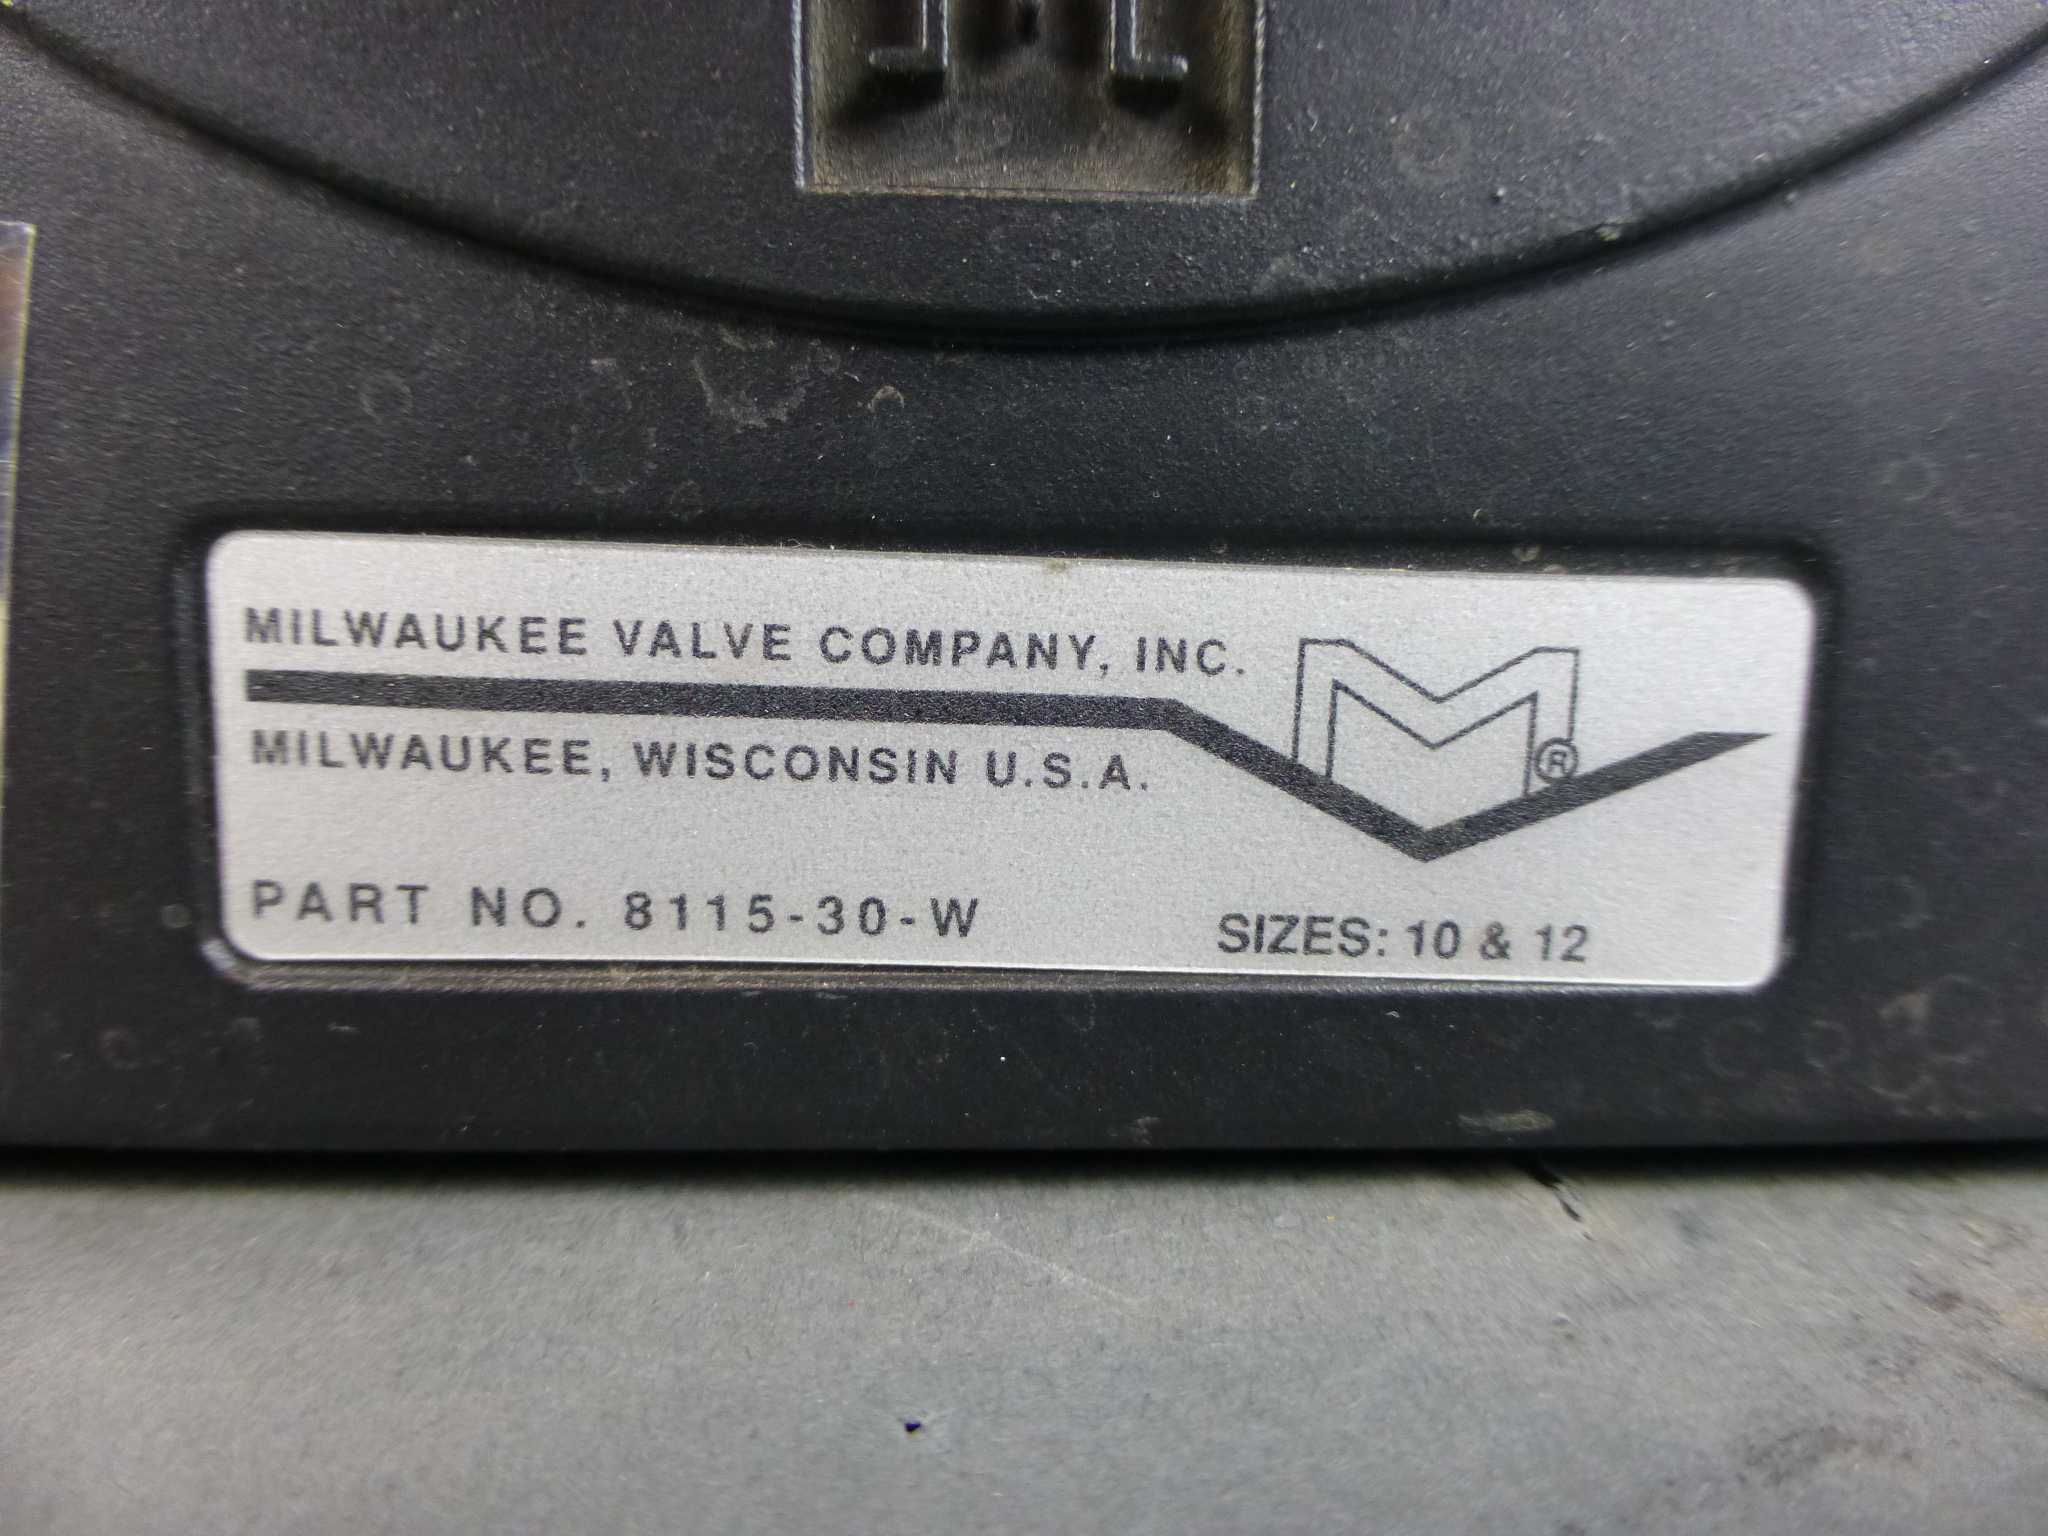 MILWAUKEE VALVE COMPANY, INC.
M®
MILWAUKEE, WISCONSIN U.S.A.
PART NO. 8115-30-W
SIZES: 10 & 12